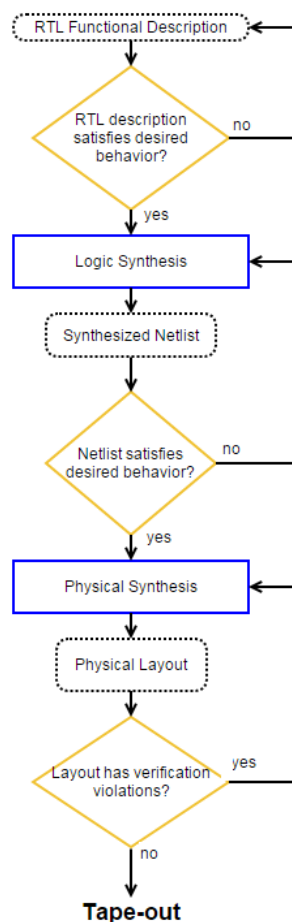 RTL Functional Description
RTL description
satisfies desired
behavior?
no
yes
Logic Synthesis
Synthesized Netlist
Netlist satisfies
desired behavior?
no
yes
Physical Synthesis
Physical Layout
Layout has verification
violations?
yes
no
Tape-out